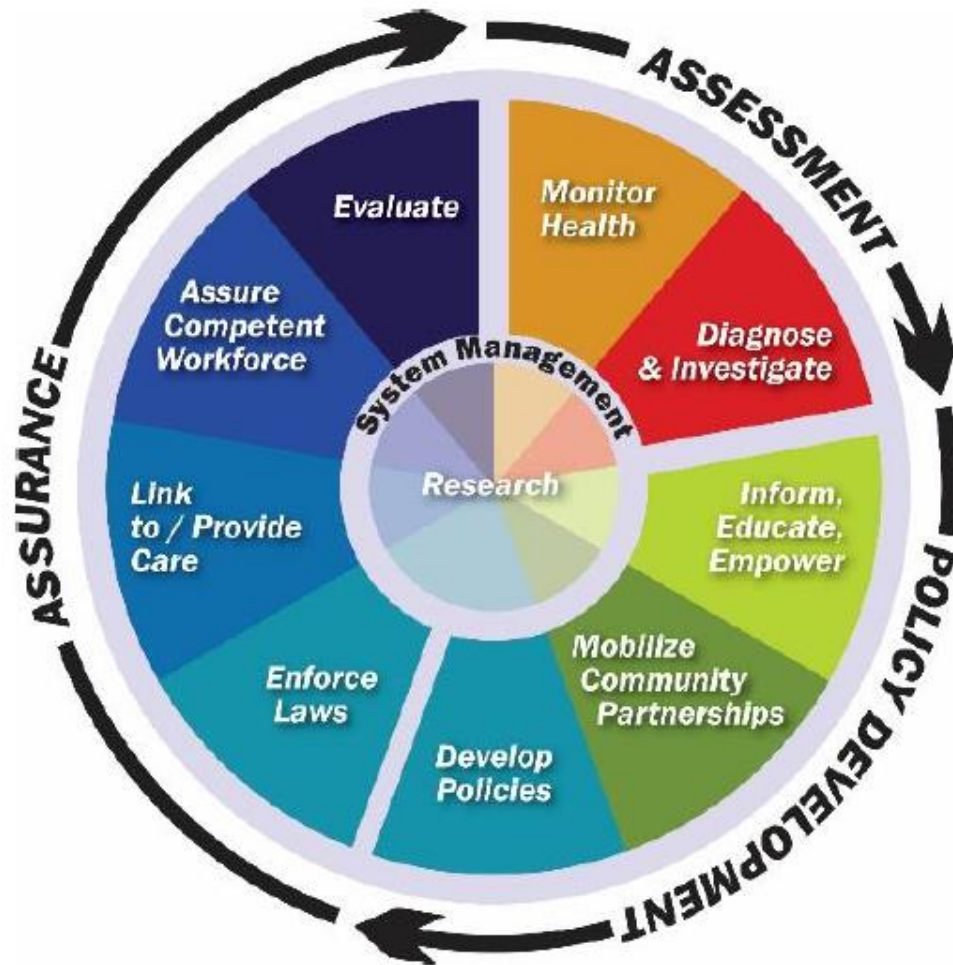 ASSESSMENT
Monitor
Health
Diagnose
& Investigate
POLICY DEVELOPMENT
Inform,
Educate,
Empower
Mobilize
Community
Partnerships
Develop
Policies
ASSURANCE
Enforce
Laws
Link
to / Provide
Care
Assure
Competent
Workforce
Evaluate
System Management
Research